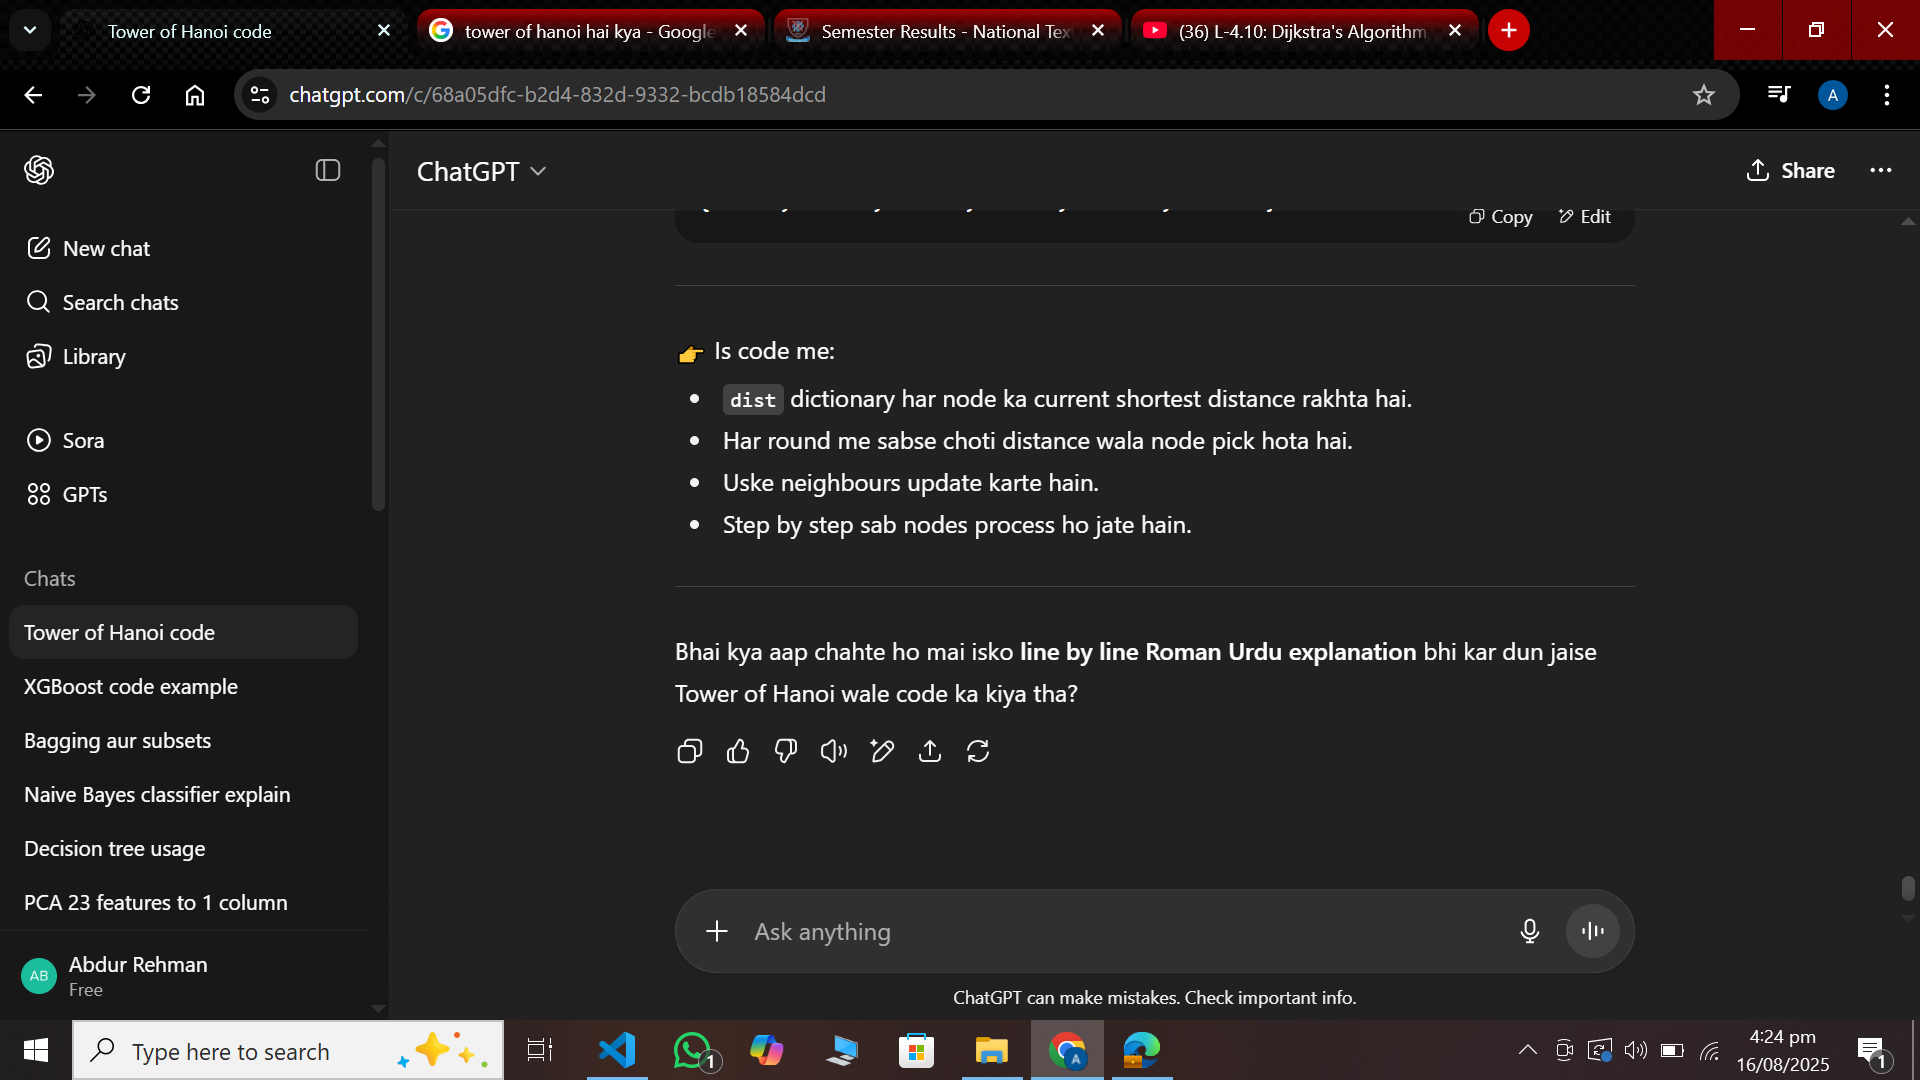 Tower of Hanoi code
tower of hanoi hai kya - Google
Semester Results - National Tex
(36) L-4.10: Dijkstra's Algorithm
chatgpt.com/c/68a05dfc-b2d4-832d-9332-bcdb18584dcd
A
ChatGPT
Share
New chat
Search chats
Library
Sora
GPTs
Chats
Tower of Hanoi code
XGBoost code example
Bagging aur subsets
Naive Bayes classifier explain
Decision tree usage
PCA 23 features to 1 column
AB
Abdur Rehman
Free
Copy
Edit
👉 Is code me:
• dist dictionary har node ka current shortest distance rakhta hai.
• Har round me sabse choti distance wala node pick hota hai.
• Uske neighbours update karte hain.
• Step by step sab nodes process ho jate hain.
Bhai kya aap chahte ho mai isko line by line Roman Urdu explanation bhi kar dun jaise
Tower of Hanoi wale code ka kiya tha?
Ask anything
ChatGPT can make mistakes. Check important info.
Type here to search
1
A
4:24 pm
16/08/2025
1